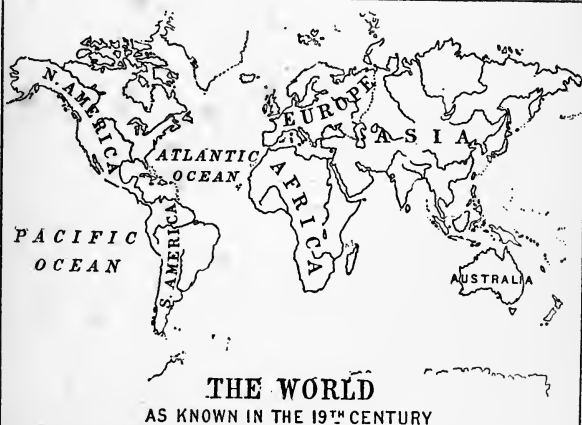 N. AMERICA
EUROPE
ASIA
ATLANTIC
OCEAN
AFRICA
PACIFIC
OCEAN
S. AMERICA
AUSTRALIA
THE WORLD
AS KNOWN IN THE 19TH CENTURY